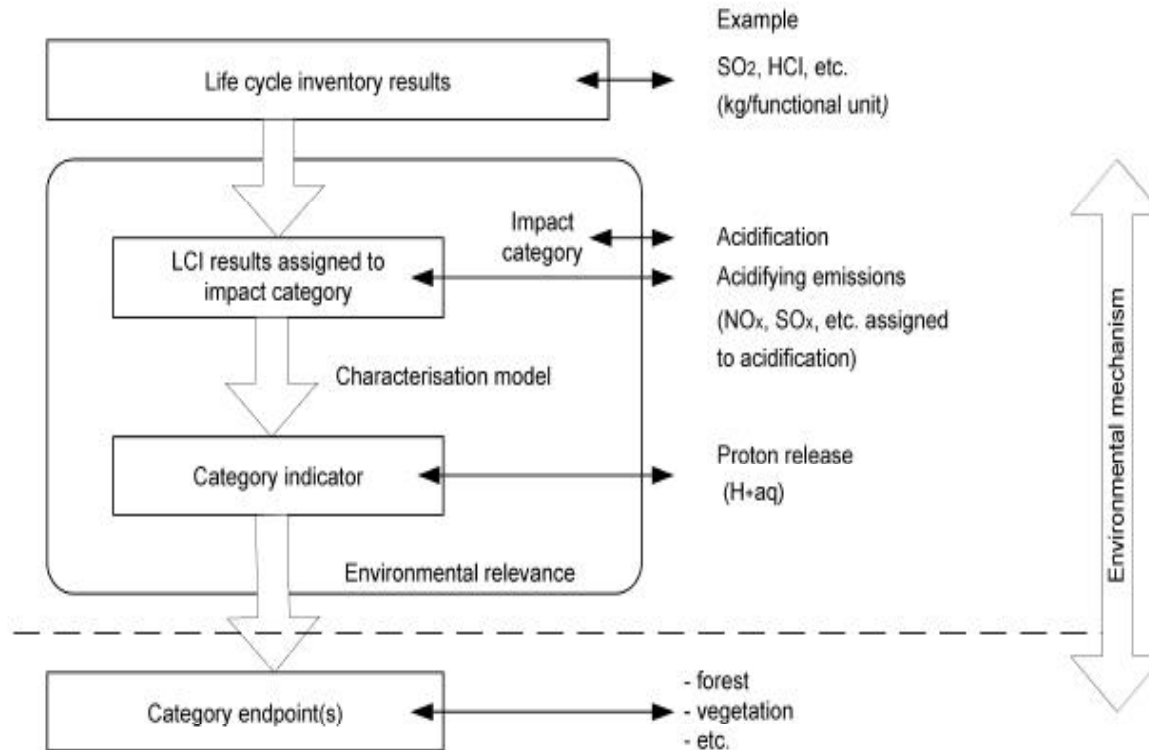 Example
Life cycle inventory results
SO2, HCl, etc.
(kg/functional unit)
Impact
category
Acidification
LCI results assigned to
impact category
Acidifying emissions
(NOx, SOx, etc. assigned
to acidification)
Characterisation model
Category indicator
Proton release
(H+aq)
Environmental relevance
Environmental mechanism
Category endpoint(s)
- forest
- vegetation
- etc.